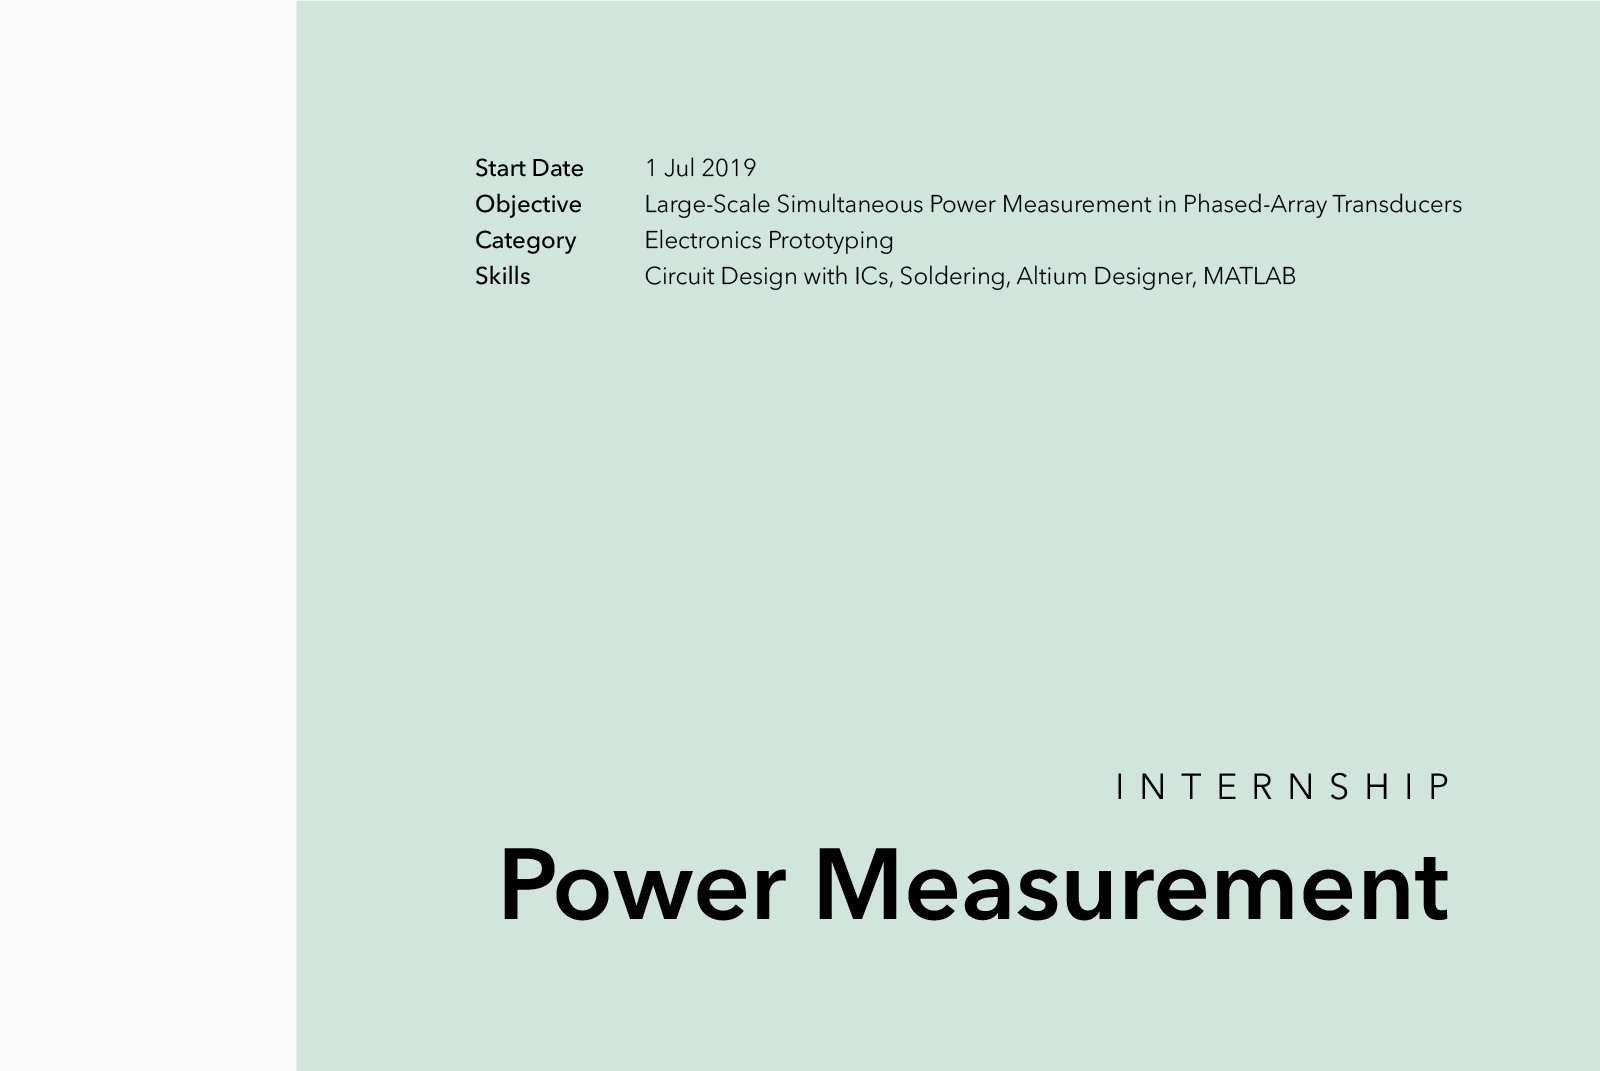 Start Date 1 Jul 2019
Objective Large-Scale Simultaneous Power Measurement in Phased-Array Transducers
Category Electronics Prototyping
Skills Circuit Design with ICs, Soldering, Altium Designer, MATLAB
INTERNSHIP
Power Measurement